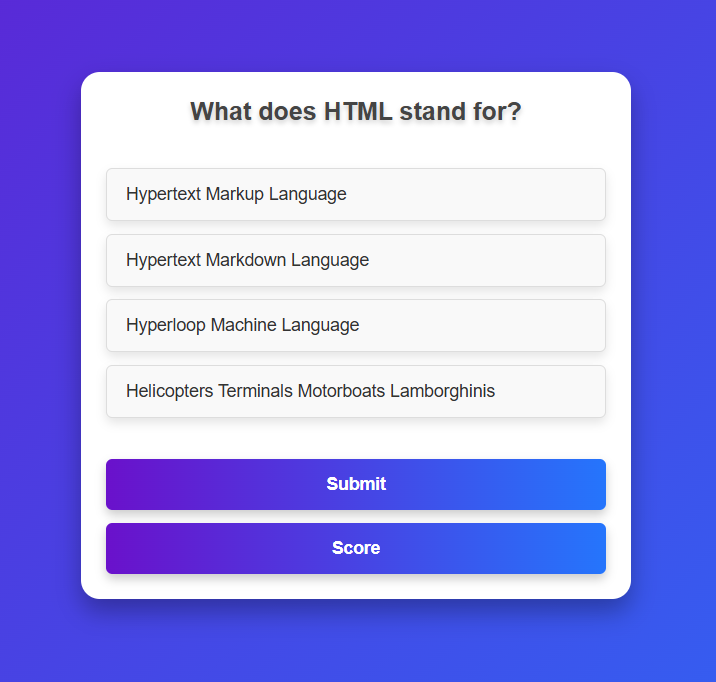 What does HTML stand for?
Hypertext Markup Language
Hypertext Markdown Language
Hyperloop Machine Language
Helicopters Terminals Motorboats Lamborghinis
Submit
Score